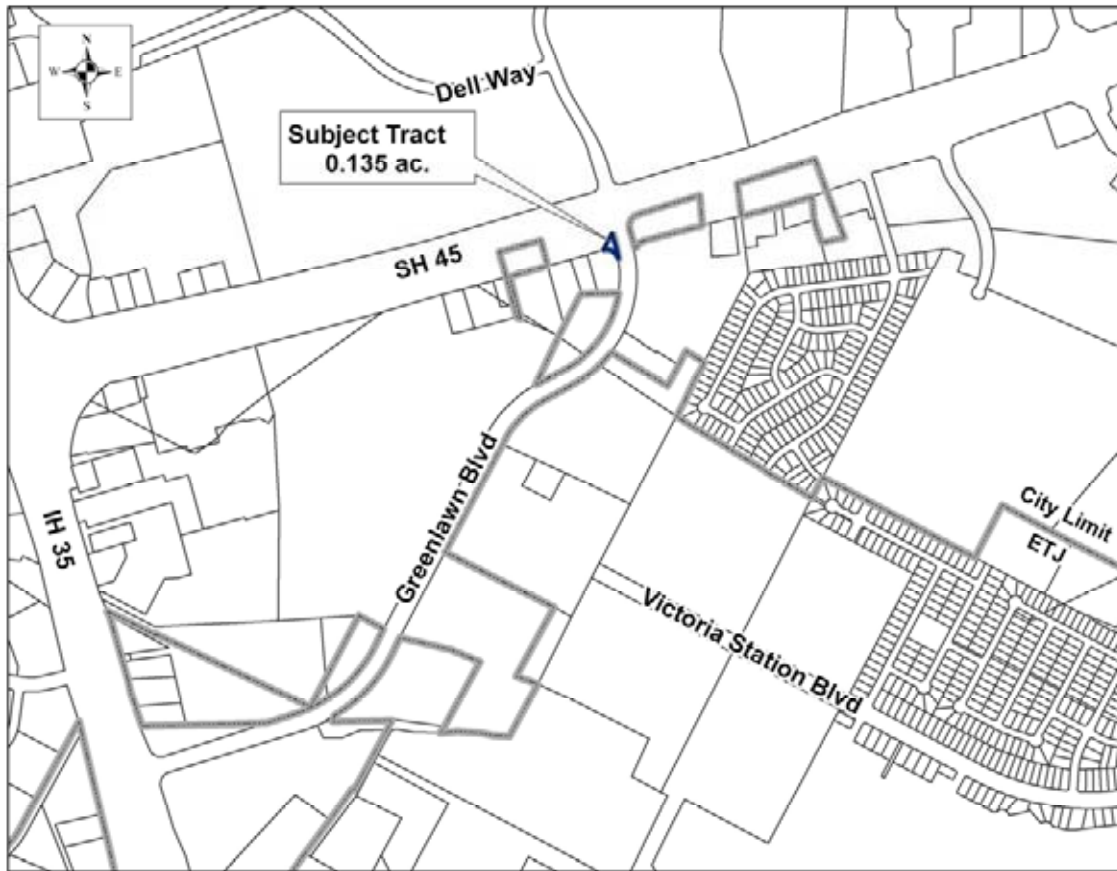 N
W E
S
Dell Way
Subject Tract
0.135 ac.
SH 45
IH 35
Greenlawn Blvd
City Limit
ETJ
Victoria Station Blvd